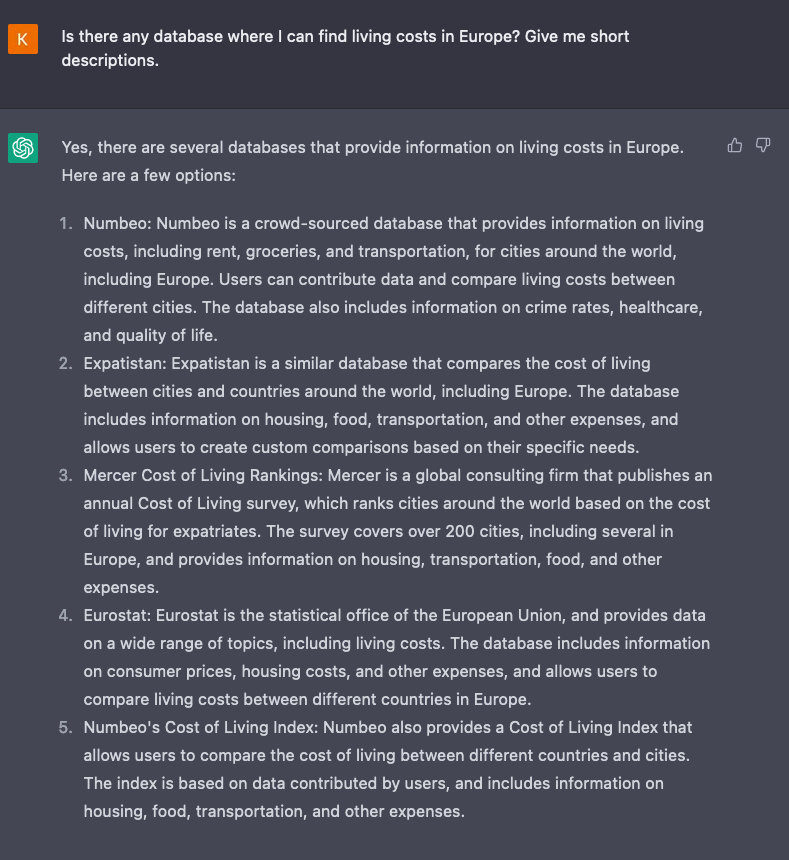 K
Is there any database where I can find living costs in Europe? Give me short
descriptions.
Yes, there are several databases that provide information on living costs in Europe.
Here are a few options:
1. Numbeo: Numbeo is a crowd-sourced database that provides information on living
costs, including rent, groceries, and transportation, for cities around the world,
including Europe. Users can contribute data and compare living costs between
different cities. The database also includes information on crime rates, healthcare,
and quality of life.
2. Expatistan: Expatistan is a similar database that compares the cost of living
between cities and countries around the world, including Europe. The database
includes information on housing, food, transportation, and other expenses, and
allows users to create custom comparisons based on their specific needs.
3. Mercer Cost of Living Rankings: Mercer is a global consulting firm that publishes an
annual Cost of Living survey, which ranks cities around the world based on the cost
of living for expatriates. The survey covers over 200 cities, including several in
Europe, and provides information on housing, transportation, food, and other
expenses.
4. Eurostat: Eurostat is the statistical office of the European Union, and provides data
on a wide range of topics, including living costs. The database includes information
on consumer prices, housing costs, and other expenses, and allows users to
compare living costs between different countries in Europe.
5. Numbeo's Cost of Living Index: Numbeo also provides a Cost of Living Index that
allows users to compare the cost of living between different countries and cities.
The index is based on data contributed by users, and includes information on
housing, food, transportation, and other expenses.